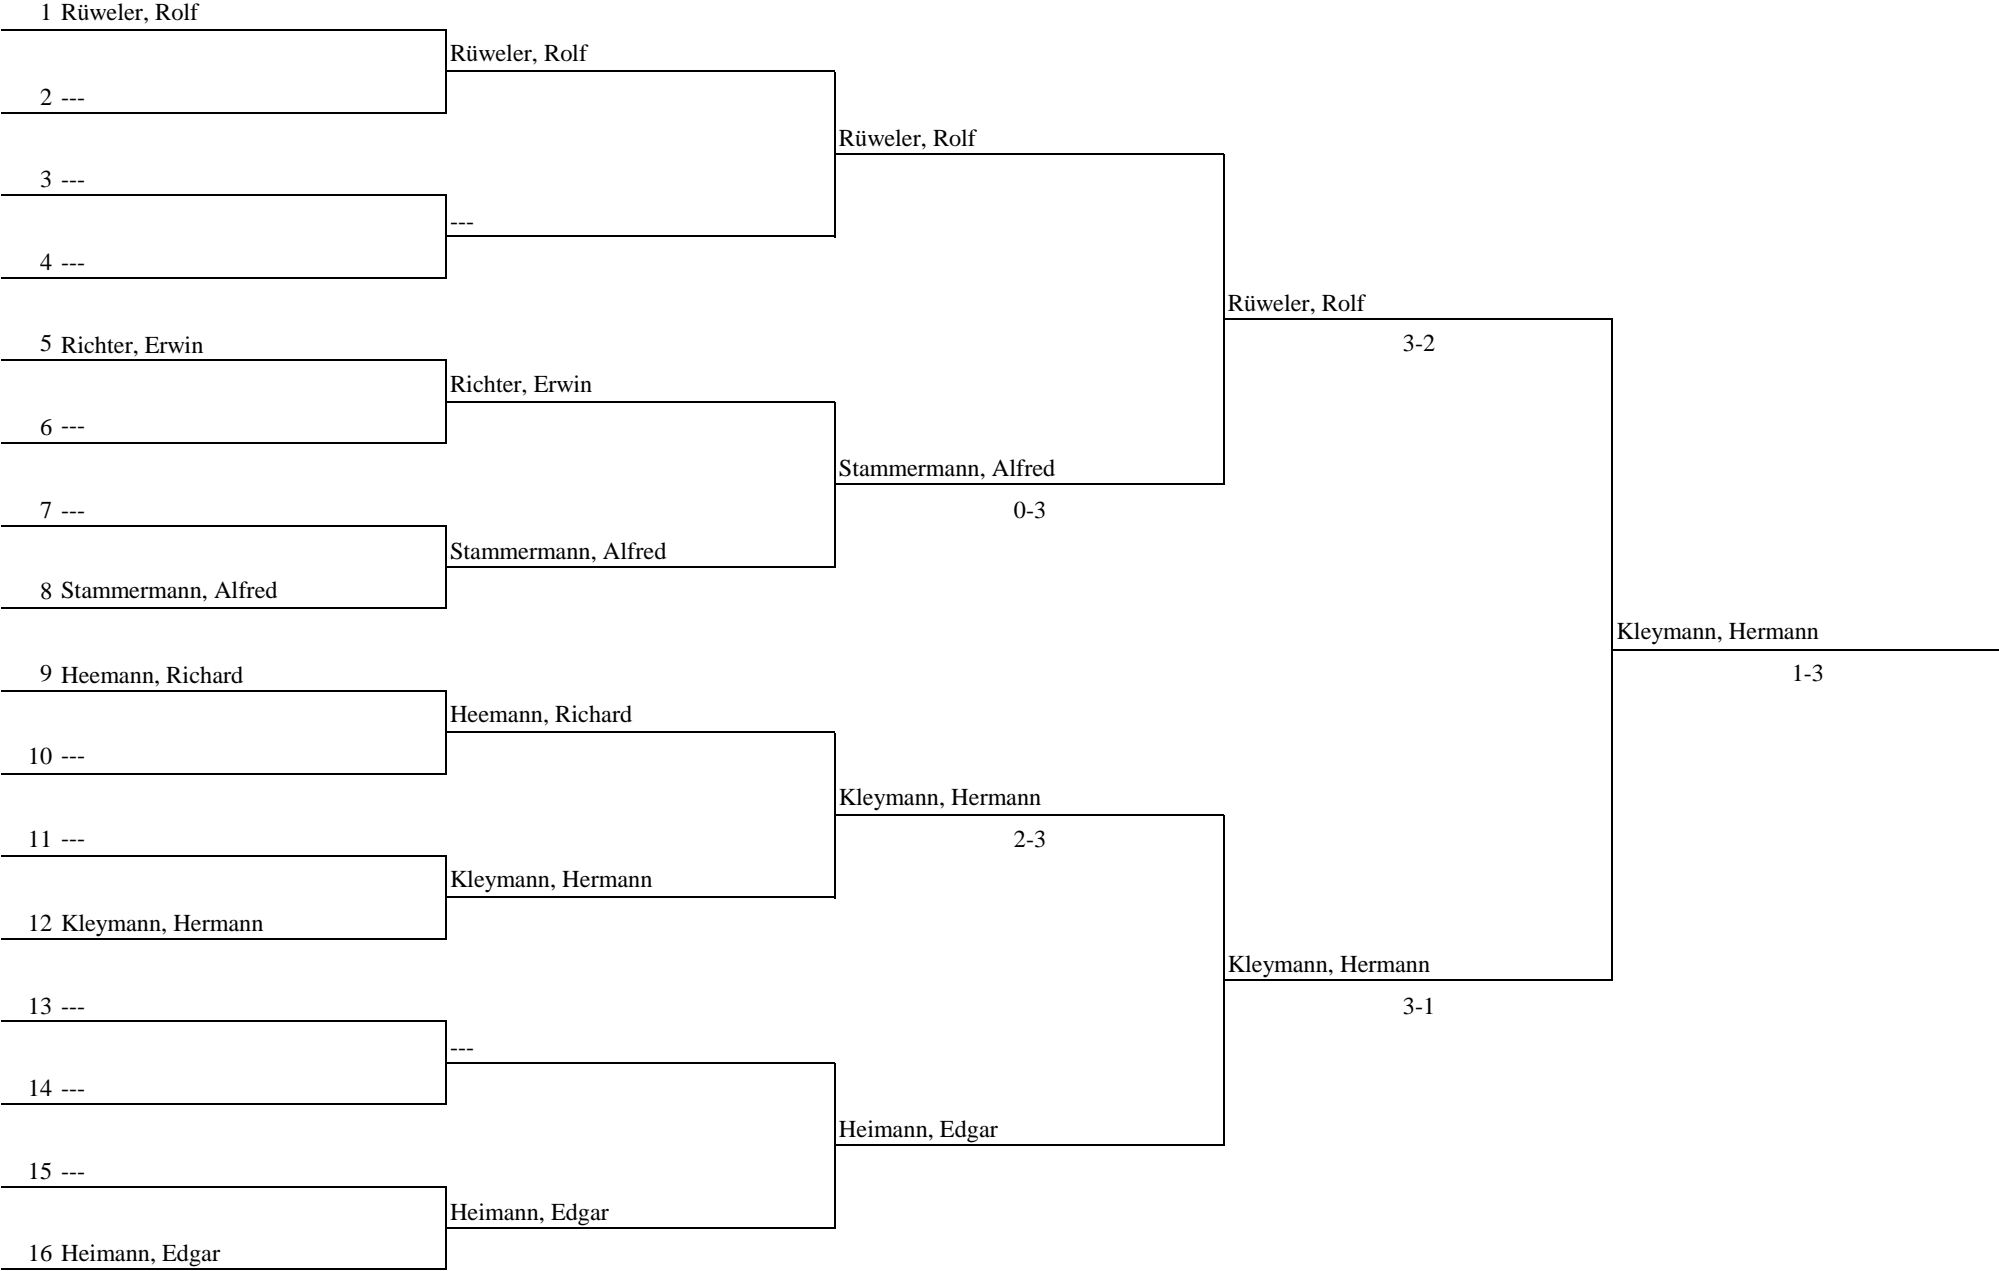 1 Rüweler, Rolf
Rüweler, Rolf
2 ---
Rüweler, Rolf
3 ---
---
4 ---
Rüweler, Rolf
3-2
5 Richter, Erwin
Richter, Erwin
6 ---
Stammermann, Alfred
0-3
7 ---
Stammermann, Alfred
8 Stammermann, Alfred
Kleymann, Hermann
1-3
9 Heemann, Richard
Heemann, Richard
10 ---
Kleymann, Hermann
2-3
11 ---
Kleymann, Hermann
12 Kleymann, Hermann
Kleymann, Hermann
3-1
13 ---
---
14 ---
Heimann, Edgar
15 ---
Heimann, Edgar
16 Heimann, Edgar